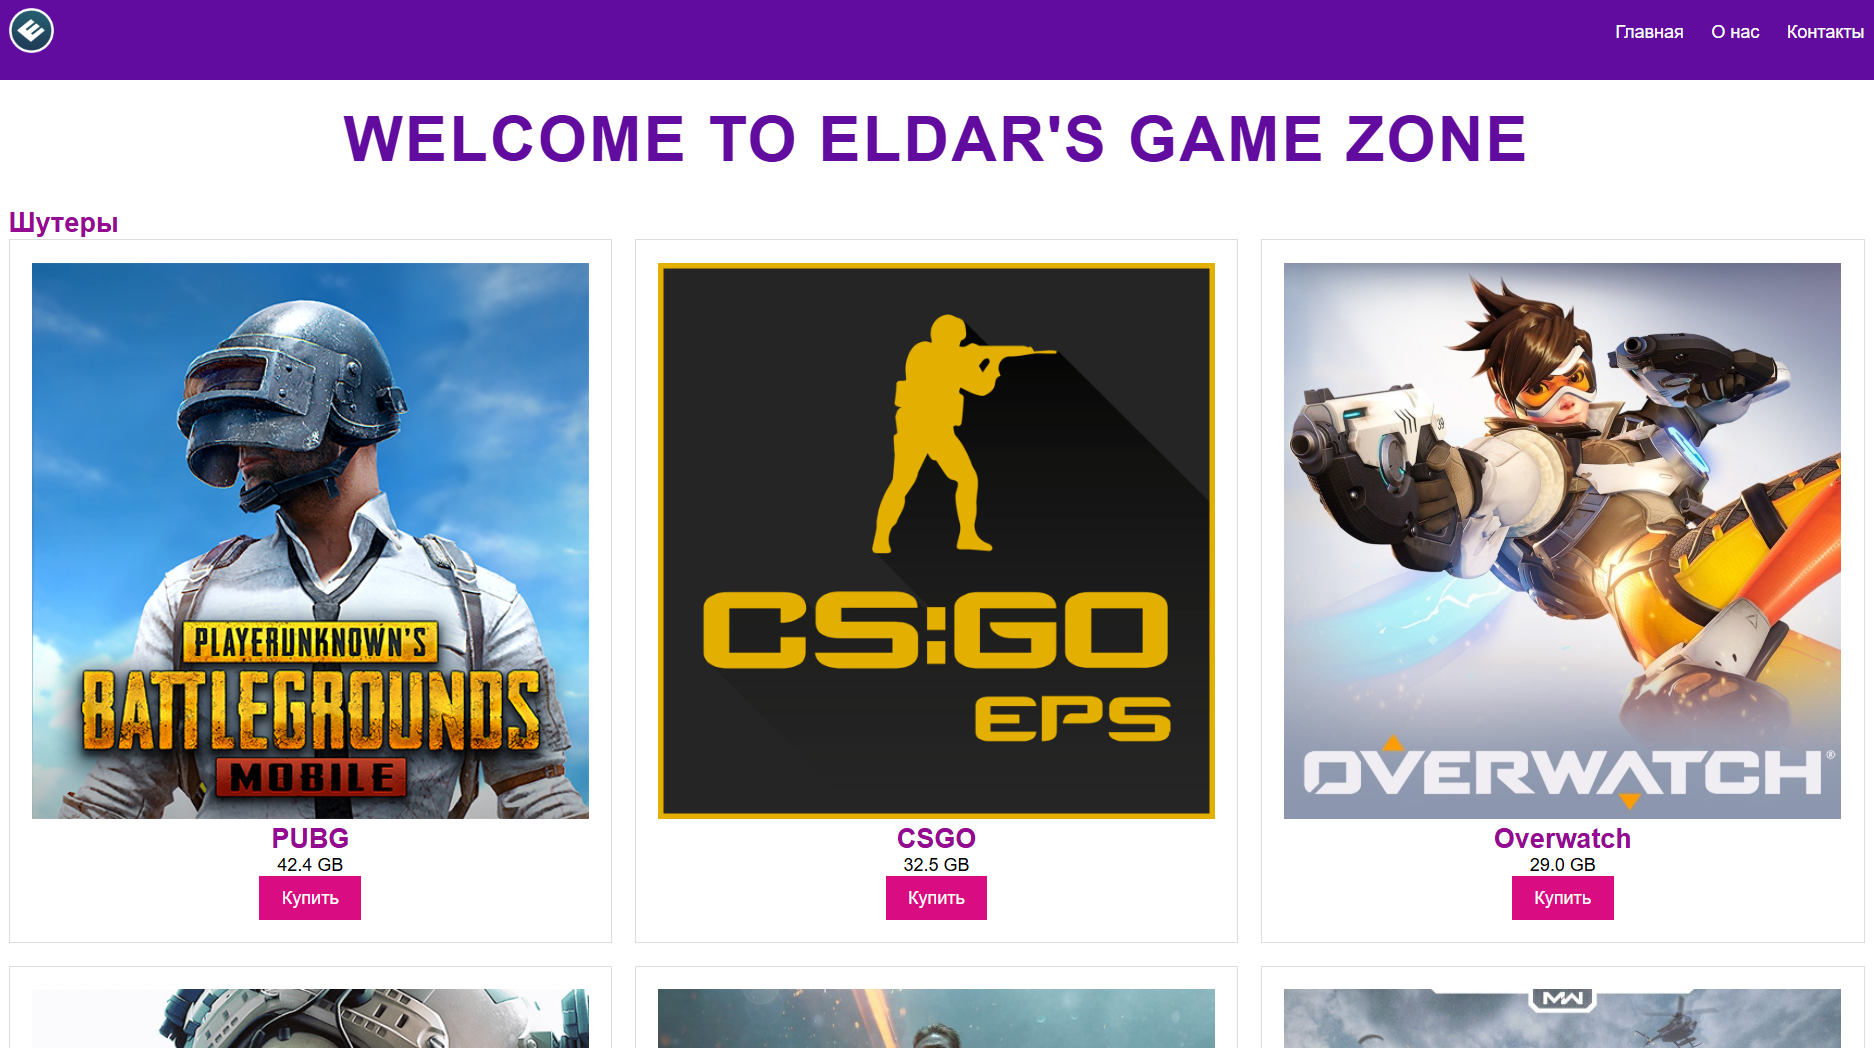 Главная О нас Контакты
WELCOME TO ELDAR'S GAME ZONE
Шутеры
PLAYERUNKNOWN'S
BATTLEGROUNDS
MOBILE
PUBG
42.4 GB
Купить
CS:GO
EPS
CSGO
32.5 GB
Купить
39
OVERWATCH®
Overwatch
29.0 GB
Купить
MW